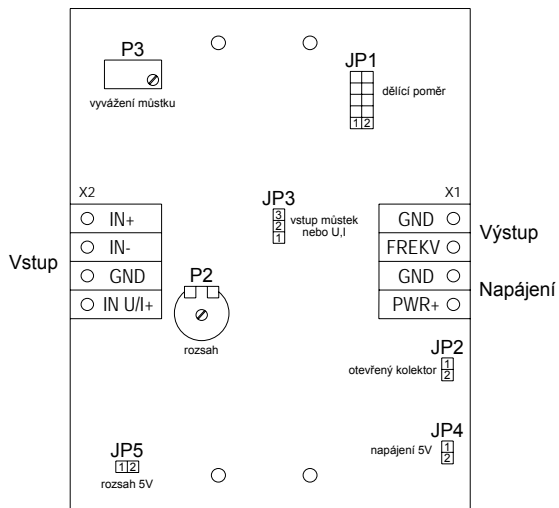 P3
vyvážení můstku
JP1
dělící poměr
1 2
X2
IN+
IN-
GND
IN U/I+
Vstup
JP3
3
2
1
vstup můstek
nebo U,I
X1
GND
FREKV
GND
PWR+
Výstup
Napájení
P2
rozsah
JP2
otevřený kolektor
1
2
JP4
napájení 5V
1
2
JP5
1 2
rozsah 5V